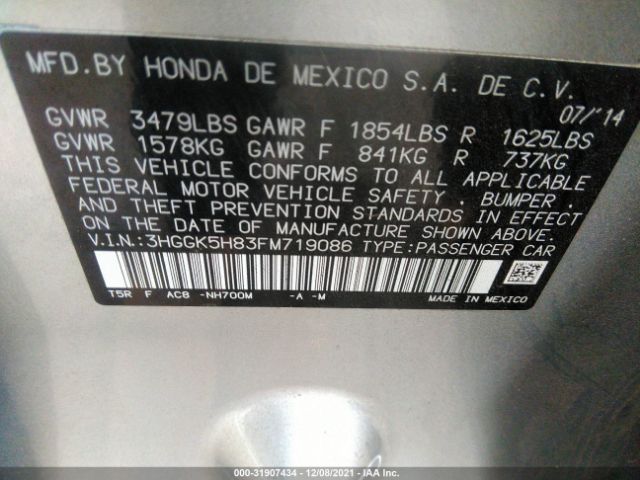 MFD. BY HONDA DE MEXICO S.A. DE C.V.
07/'14
GVWR 3479LBS GAWR F 1854LBS R 1625LBS
GVWR 1578KG GAWR F 841KG R 737KG
THIS VEHICLE CONFORMS TO ALL APPLICABLE
FEDERAL MOTOR VEHICLE SAFETY, BUMPER,
AND THEFT PREVENTION STANDARDS IN EFFECT
ON THE DATE OF MANUFACTURE SHOWN ABOVE.
V.I.N.:3HGGK5H83FM719086 TYPE:PASSENGER CAR
T5R F AC8 -NH700M -A -M MADE IN MEXICO
000-31907434 - 12/08/2021 - IAA Inc.